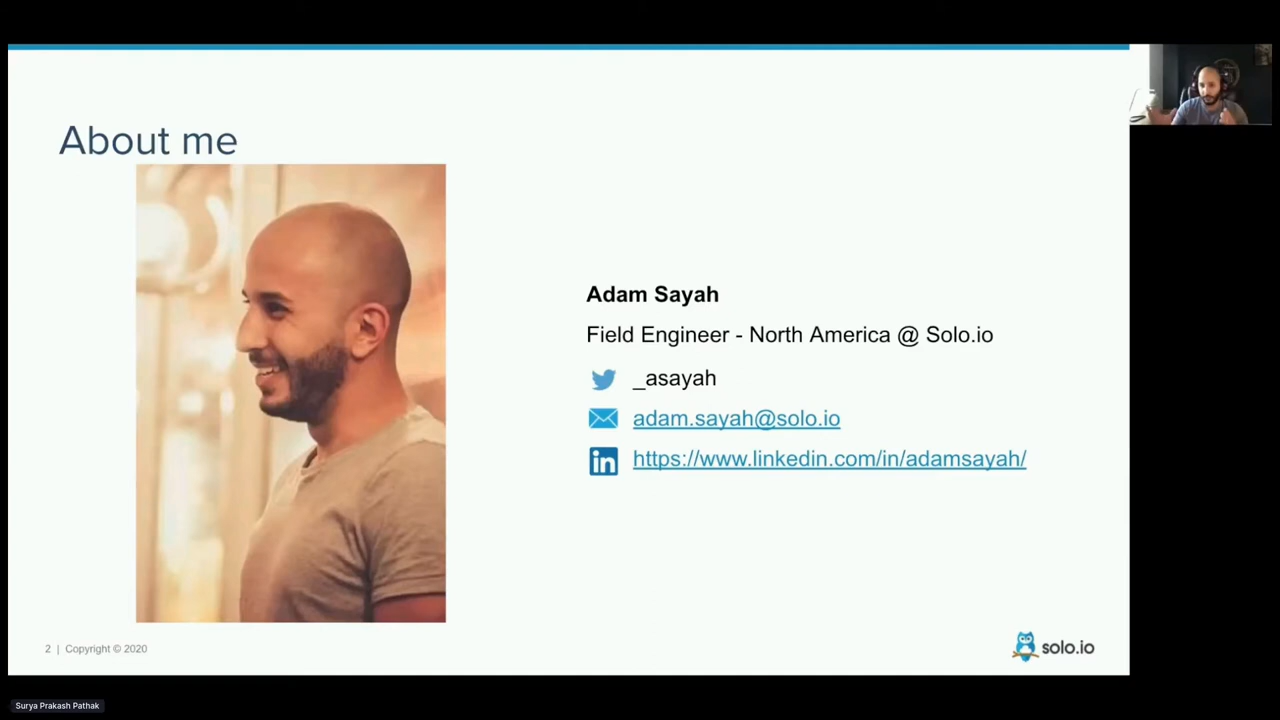 About me
Adam Sayah
Field Engineer - North America @ Solo.io
_asayah
adam.sayah@solo.io
https://www.linkedin.com/in/adamsayah/
2 | Copyright © 2020
solo.io
Surya Prakash Pathak